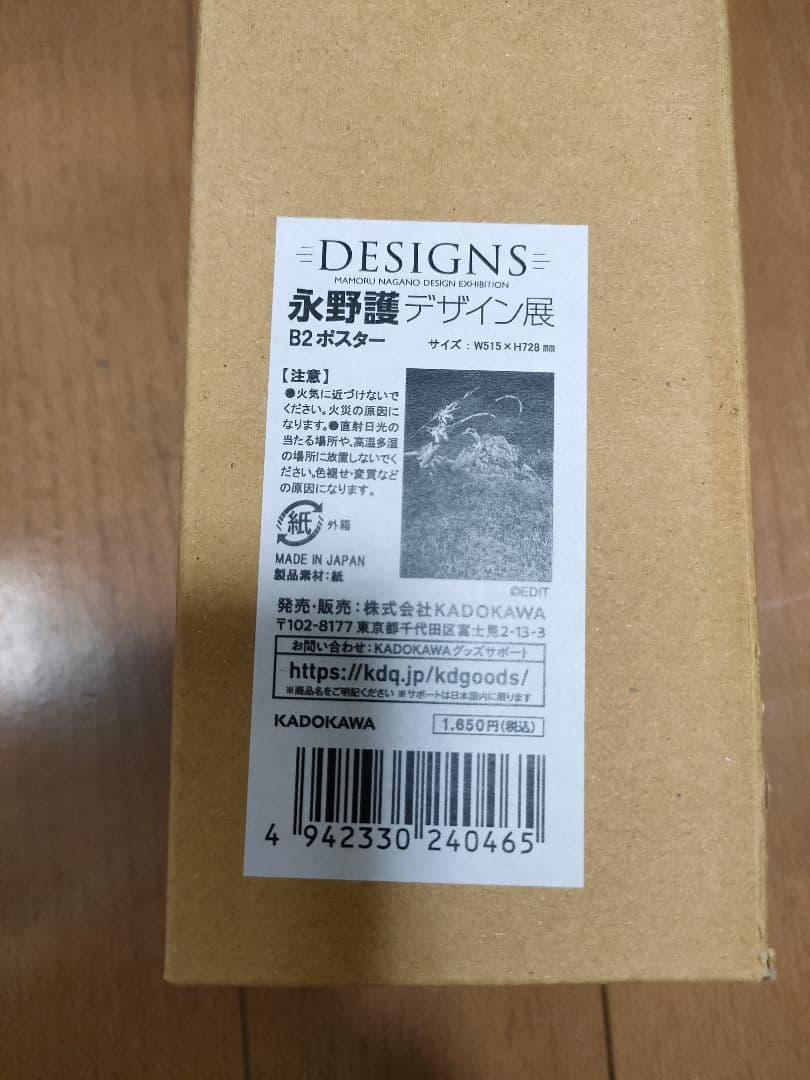 DESIGNS
MAMORU NAGANO DESIGN EXHIBITION
永野護デザイン展
B2ポスター サイズ:W515×H728㎜
【注意】
●火気に近づけないで
ください。火災の原因に
なります。●直射日光の
当たる場所や、高温多湿
の場所に放置しないでく
ださい。色褪せ・変質など
の原因になります。
紙 外箱
MADE IN JAPAN
製品素材:紙
©EDIT
発売・販売:株式会社KADOKAWA
〒102-8177 東京都千代田区富士見2-13-3
お問い合わせ:KADOKAWAグッズサポート
https://kdq.jp/kdgoods/
※商品名をご明記ください ※サポートは日本国内に限ります
KADOKAWA 1,650円(税込)
4 942330 240465